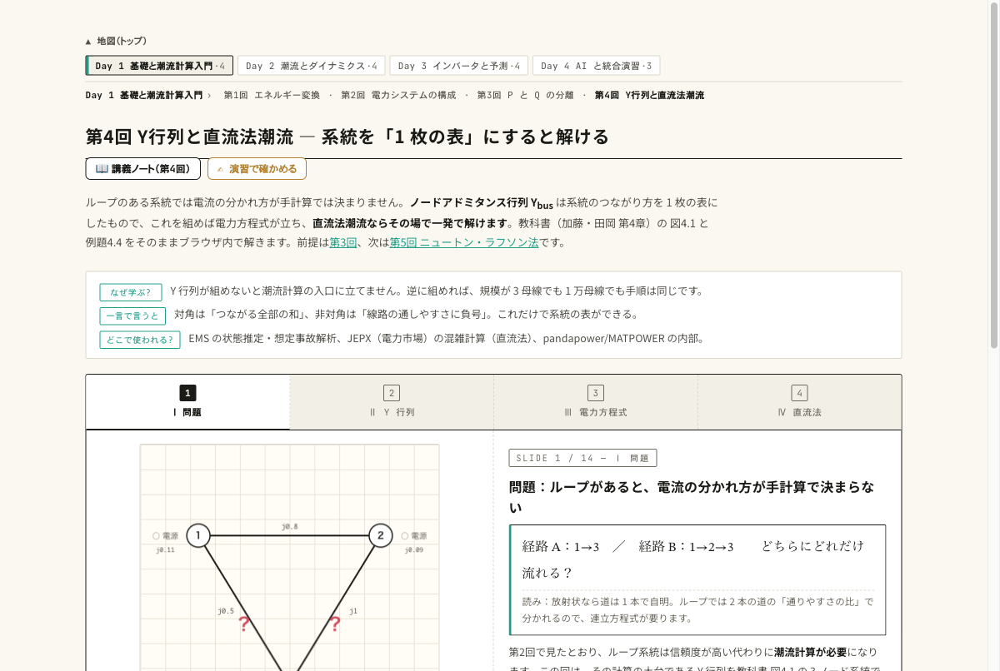 ▲ 地図(トップ)
Day 1 基礎と潮流計算入門·4
Day 2 潮流とダイナミクス·4
Day 3 インバータと予測·4
Day 4 AI と統合演習·3
Day 1 基礎と潮流計算入門 › 第1回 エネルギー変換 · 第2回 電力システムの構成 · 第3回 P と Q の分離 · 第4回 Y行列と直流法潮流
第4回 Y行列と直流法潮流 — 系統を「1 枚の表」にすると解ける
📖 講義ノート(第4回)
✍ 演習で確かめる
ループのある系統では電流の分かれ方が手計算では決まりません。ノードアドミタンス行列 Ybus は系統のつながり方を 1 枚の表に
したもので、これを組めば電力方程式が立ち、直流法潮流ならその場で一発で解けます。教科書（加藤・田岡 第4章）の 図4.1 と
例題4.4 をそのままブラウザ内で解きます。前提は第3回、次は第5回 ニュートン・ラフソン法です。
なぜ学ぶ? Y 行列が組めないと潮流計算の入口に立てません。逆に組めれば、規模が 3 母線でも 1 万母線でも手順は同じです。
一言で言うと 対角は「つながる全部の和」、非対角は「線路の通しやすさに負号」。これだけで系統の表ができる。
どこで使われる? EMS の状態推定・想定事故解析、JEPX（電力市場）の混雑計算（直流法）、pandapower/MATPOWER の内部。
1
Ⅰ 問題
2
Ⅱ Y 行列
3
Ⅲ 電力方程式
4
Ⅳ 直流法
○ 電源
j0.11
1
j0.8
2
○ 電源
j0.09
j0.5
?
?
j1
SLIDE 1 / 14 — Ⅰ 問題
問題：ループがあると、電流の分かれ方が手計算で決まらな
い
経路 A：1→3 ／ 経路 B：1→2→3 どちらにどれだけ
流れる？
読み：放射状なら道は 1 本で自明。ループでは 2 本の道の「通りやすさの比」で
分かれるので、連立方程式が要ります。
第2回で見たとおり、ループ系統は信頼度が高い代わりに潮流計算が必要になり
ます。この回は、その計算の土台である Y 行列を教科書 図4.1 の 3 ノード系統で